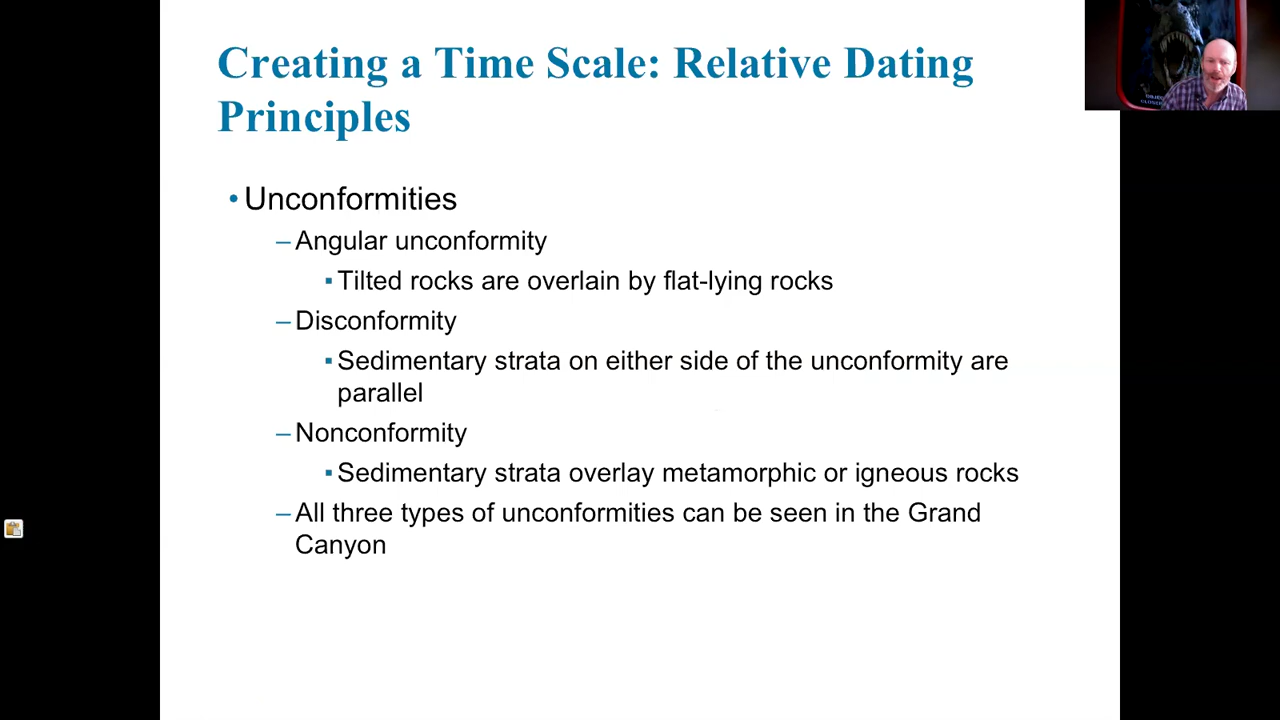 Creating a Time Scale: Relative Dating
Principles
• Unconformities
– Angular unconformity
▪ Tilted rocks are overlain by flat-lying rocks
– Disconformity
▪ Sedimentary strata on either side of the unconformity are
parallel
– Nonconformity
▪ Sedimentary strata overlay metamorphic or igneous rocks
– All three types of unconformities can be seen in the Grand
Canyon